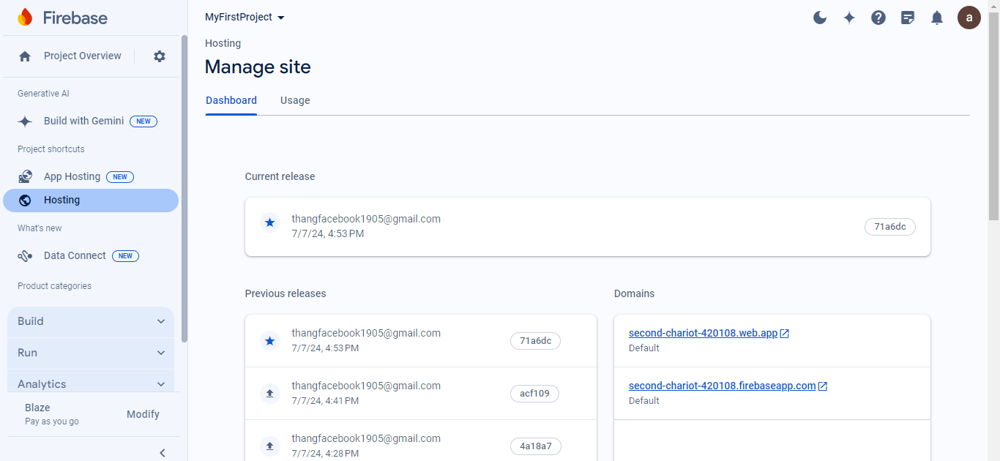 Firebase
Project Overview
Generative AI
Build with Gemini NEW
Project shortcuts
App Hosting NEW
Hosting
What's new
Data Connect NEW
Product categories
Build
Run
Analytics
Blaze
Pay as you go
Modify
MyFirstProject
a
Hosting
Manage site
Dashboard Usage
Current release
thangfacebook1905@gmail.com
7/7/24, 4:53 PM
71a6dc
Previous releases
thangfacebook1905@gmail.com
7/7/24, 4:53 PM
71a6dc
thangfacebook1905@gmail.com
7/7/24, 4:41 PM
acf109
thangfacebook1905@gmail.com
7/7/24, 4:28 PM
4a18a7
Domains
second-chariot-420108.web.app
Default
second-chariot-420108.firebaseapp.com
Default